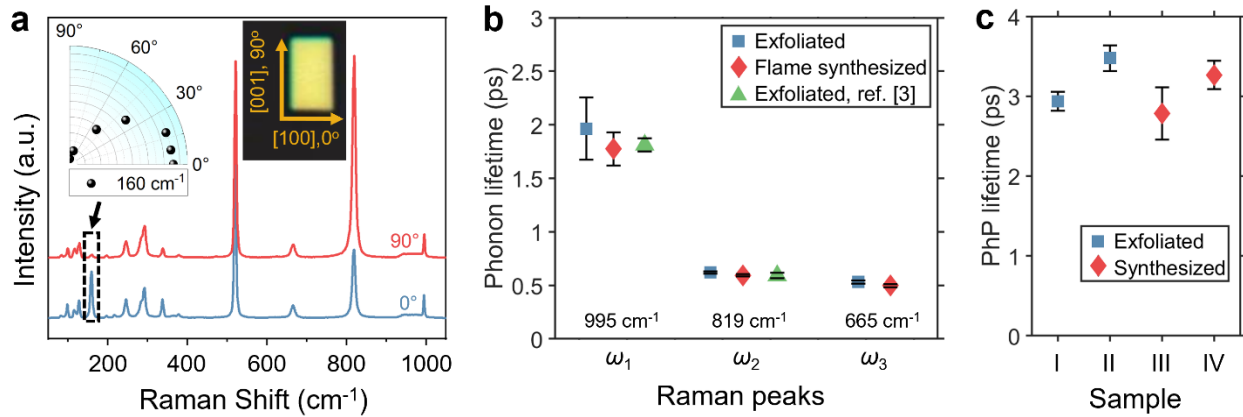 a
90°
60°
30°
0°
160 cm-1
[001], 90°
[100],0°
90°
0°
Intensity (a.u.)
200 400 600 800 1000
Raman Shift (cm-1)
b
Phonon lifetime (ps)
3
2.5
2
1.5
1
0.5
0
Exfoliated
Flame synthesized
Exfoliated, ref. [3]
995 cm-1 819 cm-1 665 cm-1
ω1 ω2 ω3
Raman peaks
c
PhP lifetime (ps)
4
3
2
1
0
Exfoliated
Synthesized
I II III IV
Sample